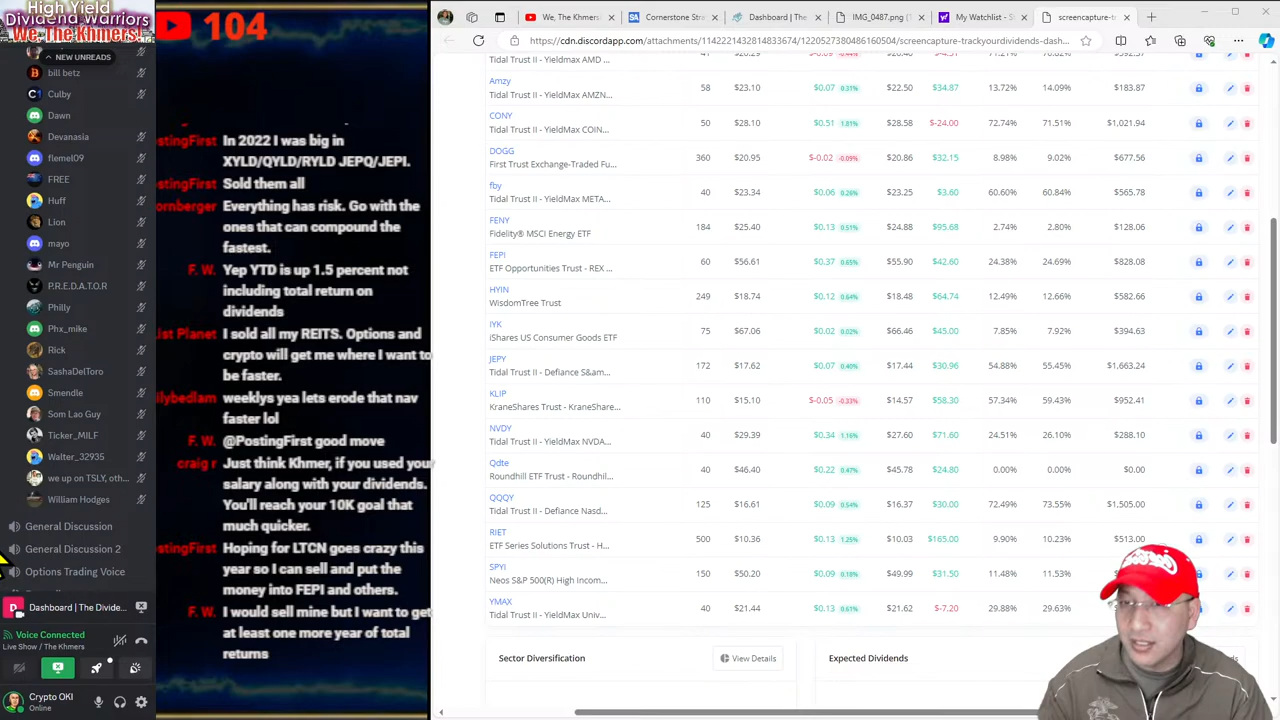 High Yield
Dividend Warriors
We, The Khmers!
NEW UNREADS
bill betz
Culby
Dawn
Devanasia
flemel09
FREE
Huff
Lion
mayo
Mr Penguin
P.R.E.D.A.T.O.R
Philly
Phx_mike
Rick
SashaDelToro
Smendle
Som Lao Guy
Ticker_MILF
Walter_32935
we up on TSLY, oth...
William Hodges
General Discussion
General Discussion 2
Options Trading Voice
Dashboard | The Divide...
Voice Connected
Live Show / The Khmers
Crypto OKI
Online
104
stingFirst In 2022 I was big in
XYLD/QYLD/RYLD JEPQ/JEPI.
stingFirst Sold them all
ornberger Everything has risk. Go with the
ones that can compound the
fastest.
F. W. Yep YTD is up 1.5 percent not
including total return on
dividends
ist Planet I sold all my REITS. Options and
crypto will get me where I want to
be faster.
ilybedlam weeklys yea lets erode that nav
faster lol
F. W. @PostingFirst good move
craig r Just think Khmer, if you used your
salary along with your dividends.
You'll reach your 10K goal that
much quicker.
stingFirst Hoping for LTCN goes crazy this
year so I can sell and put the
money into FEPI and others.
F. W. I would sell mine but I want to get
at least one more year of total
returns
We, The Khmers
Cornerstone Stra
Dashboard | The
IMG_0487.png (1
My Watchlist - St
screencapture-t
https://cdn.discordapp.com/attachments/1142221438314833674/1220527380486160504/screencapture-trackyourdividends-dash...
Tidal Trust II - YieldMax AMD ...
Amzy 58 $23.10 $0.07 0.31% $22.50 $34.87 13.72% 14.09% $183.87
Tidal Trust II - YieldMax AMZN...
CONY 50 $28.10 $0.51 1.81% $28.58 $-24.00 72.74% 71.51% $1,021.94
Tidal Trust II - YieldMax COIN...
DOGG 360 $20.95 $-0.02 -0.09% $20.86 $32.15 8.98% 9.02% $677.56
First Trust Exchange-Traded Fu...
fby 40 $23.34 $0.06 0.28% $23.25 $3.60 60.60% 60.84% $565.78
Tidal Trust II - YieldMax META...
FENY 184 $25.40 $0.13 0.51% $24.88 $95.68 2.74% 2.80% $128.06
Fidelity® MSCI Energy ETF
FEPI 60 $56.61 $0.37 0.65% $55.90 $42.60 24.38% 24.69% $828.08
ETF Opportunities Trust - REX ...
HYIN 249 $18.74 $0.12 0.64% $18.48 $64.74 12.49% 12.66% $582.66
WisdomTree Trust
IYK 75 $67.06 $0.02 0.02% $66.46 $45.00 7.85% 7.92% $394.63
iShares US Consumer Goods ETF
JEPY 172 $17.62 $0.07 0.40% $17.44 $30.96 54.88% 55.45% $1,663.24
Tidal Trust II - Defiance S&am...
KLIP 110 $15.10 $-0.05 -0.33% $14.57 $58.30 57.34% 59.43% $952.41
KraneShares Trust - KraneShare...
NVDY 40 $29.39 $0.34 1.16% $27.60 $71.60 24.51% 26.10% $288.10
Tidal Trust II - YieldMax NVDA...
Qdte 40 $46.40 $0.22 0.47% $45.78 $24.80 0.00% 0.00% $0.00
Roundhill ETF Trust - Roundhil...
QQQY 125 $16.61 $0.09 0.54% $16.37 $30.00 72.49% 73.55% $1,505.00
Tidal Trust II - Defiance Nasd...
RIET 500 $10.36 $0.13 1.25% $10.03 $165.00 9.90% 10.23% $513.00
ETF Series Solutions Trust - H...
SPYI 150 $50.20 $0.09 0.18% $49.99 $31.50 11.48% 11.53%
Neos S&P 500(R) High Incom...
YMAX 40 $21.44 $0.13 0.61% $21.62 $-7.20 29.88% 29.63%
Tidal Trust II - YieldMax Univ...
Sector Diversification
View Details
Expected Dividends